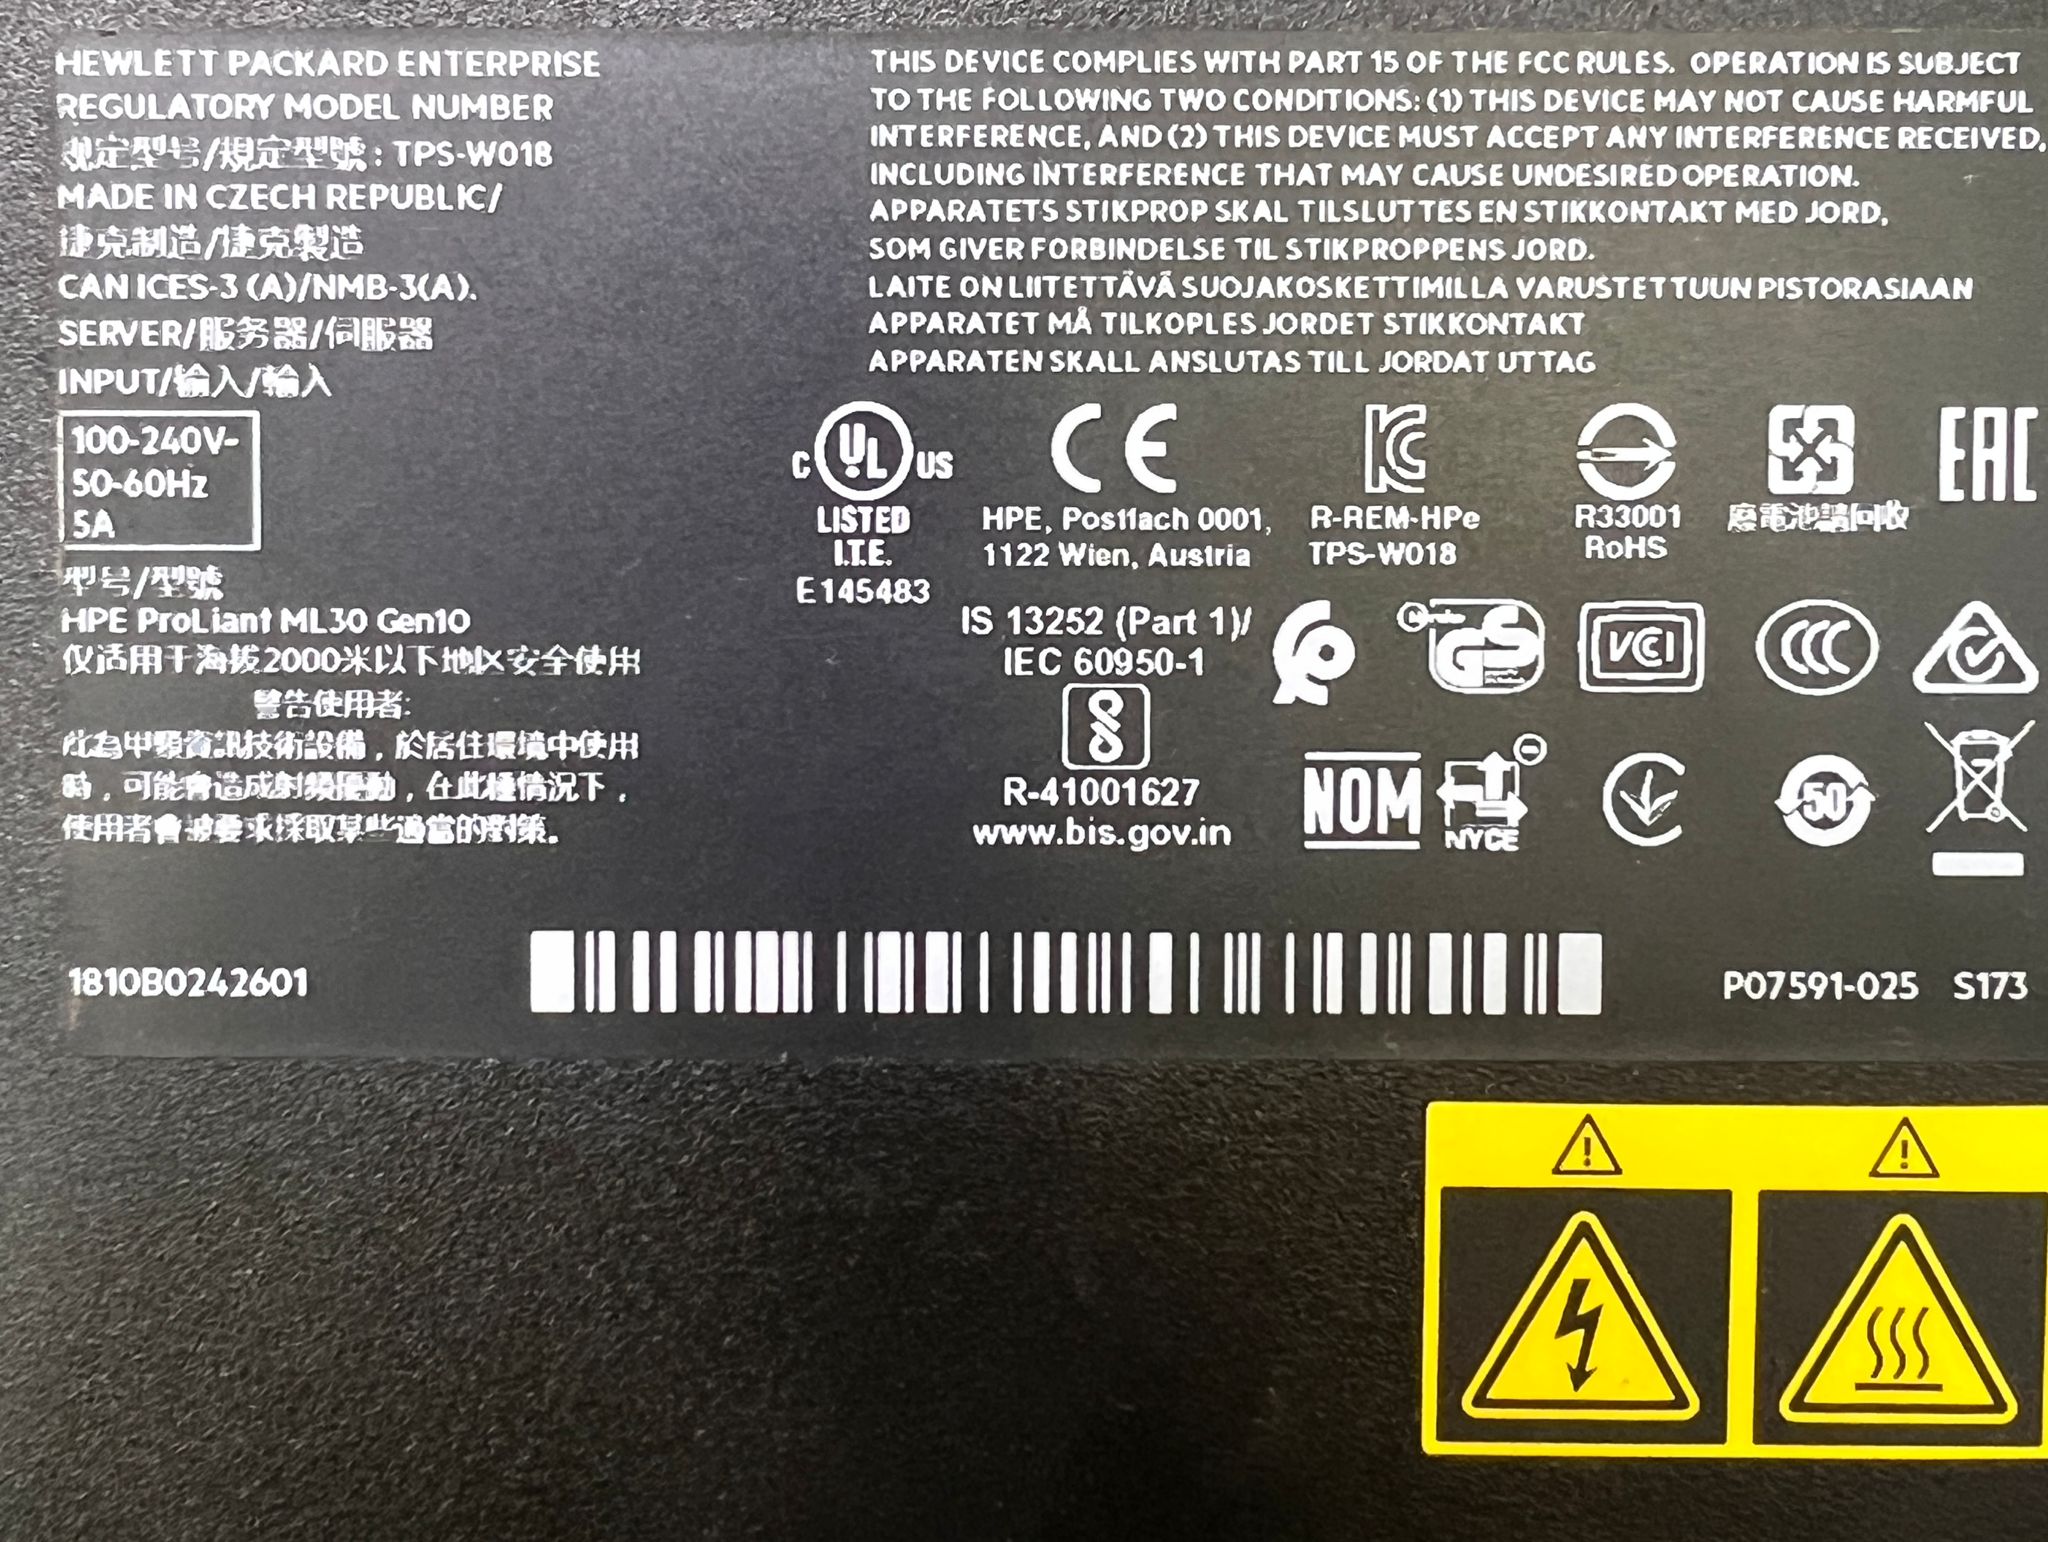 HEWLETT PACKARD ENTERPRISE
REGULATORY MODEL NUMBER
规定型号/規定型號: TPS-W018
MADE IN CZECH REPUBLIC/
捷克制造/捷克製造
CAN ICES-3 (A)/NMB-3(A).
SERVER/服务器/伺服器
INPUT/输入/輸入
100-240V~
50-60Hz
5A
型号/型號
HPE ProLiant ML30 Gen10
仅适用于海拔2000米以下地区安全使用
警告使用者:
此為甲類資訊技術設備，於居住環境中使用
時，可能會造成射頻擾動，在此種情況下，
使用者會被要求採取某些適當的對策。
THIS DEVICE COMPLIES WITH PART 15 OF THE FCC RULES. OPERATION IS SUBJECT
TO THE FOLLOWING TWO CONDITIONS: (1) THIS DEVICE MAY NOT CAUSE HARMFUL
INTERFERENCE, AND (2) THIS DEVICE MUST ACCEPT ANY INTERFERENCE RECEIVED,
INCLUDING INTERFERENCE THAT MAY CAUSE UNDESIRED OPERATION.
APPARATETS STIKPROP SKAL TILSLUTTES EN STIKKONTAKT MED JORD,
SOM GIVER FORBINDELSE TIL STIKPROPPENS JORD.
LAITE ON LIITETTÄVÄ SUOJAKOSKETTIMILLA VARUSTETTUUN PISTORASIAAN
APPARATET MÅ TILKOPLES JORDET STIKKONTAKT
APPARATEN SKALL ANSLUTAS TILL JORDAT UTTAG
C UL US
LISTED
I.T.E.
E145483
CE
HPE, Postfach 0001,
1122 Wien, Austria
KC
R-REM-HPe
TPS-W018
R33001
RoHS
廢電池請回收
EAC
IS 13252 (Part 1)/
IEC 60950-1
R-41001627
www.bis.gov.in
GS
VCI
CCC
NOM
NYCE
50
1810B0242601
P07591-025 S173